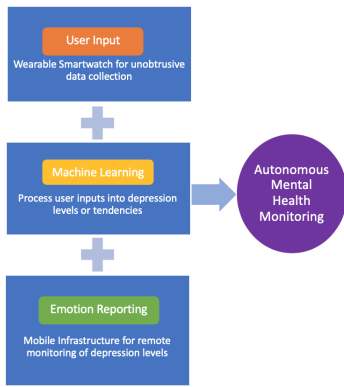 User Input
Wearable Smartwatch for unobtrusive
data collection
Machine Learning
Process user inputs into depression
levels or tendencies
Autonomous
Mental
Health
Monitoring
Emotion Reporting
Mobile Infrastructure for remote
monitoring of depression levels